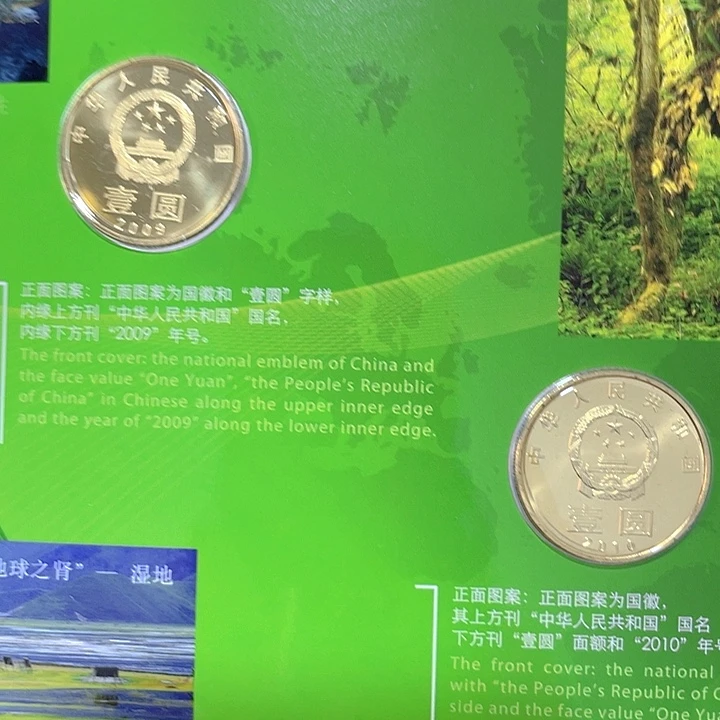 中华人民共和国
壹圆
2009
正面图案：正面图案为国徽和“壹圆”字样，
内缘上方刊“中华人民共和国”国名，
内缘下方刊“2009”年号。
The front cover: the national emblem of China and
the face value “One Yuan”, “the People's Republic
of China” in Chinese along the upper inner edge
and the year of “2009” along the lower inner edge.
中华人民共和国
壹圆
2010
地球之肾”— 湿地
正面图案：正面图案为国徽，
其上方刊“中华人民共和国”国名
下方刊“壹圆”面额和“2010”年号
The front cover: the national
with “the People's Republic of C
side and the face value “One Yua